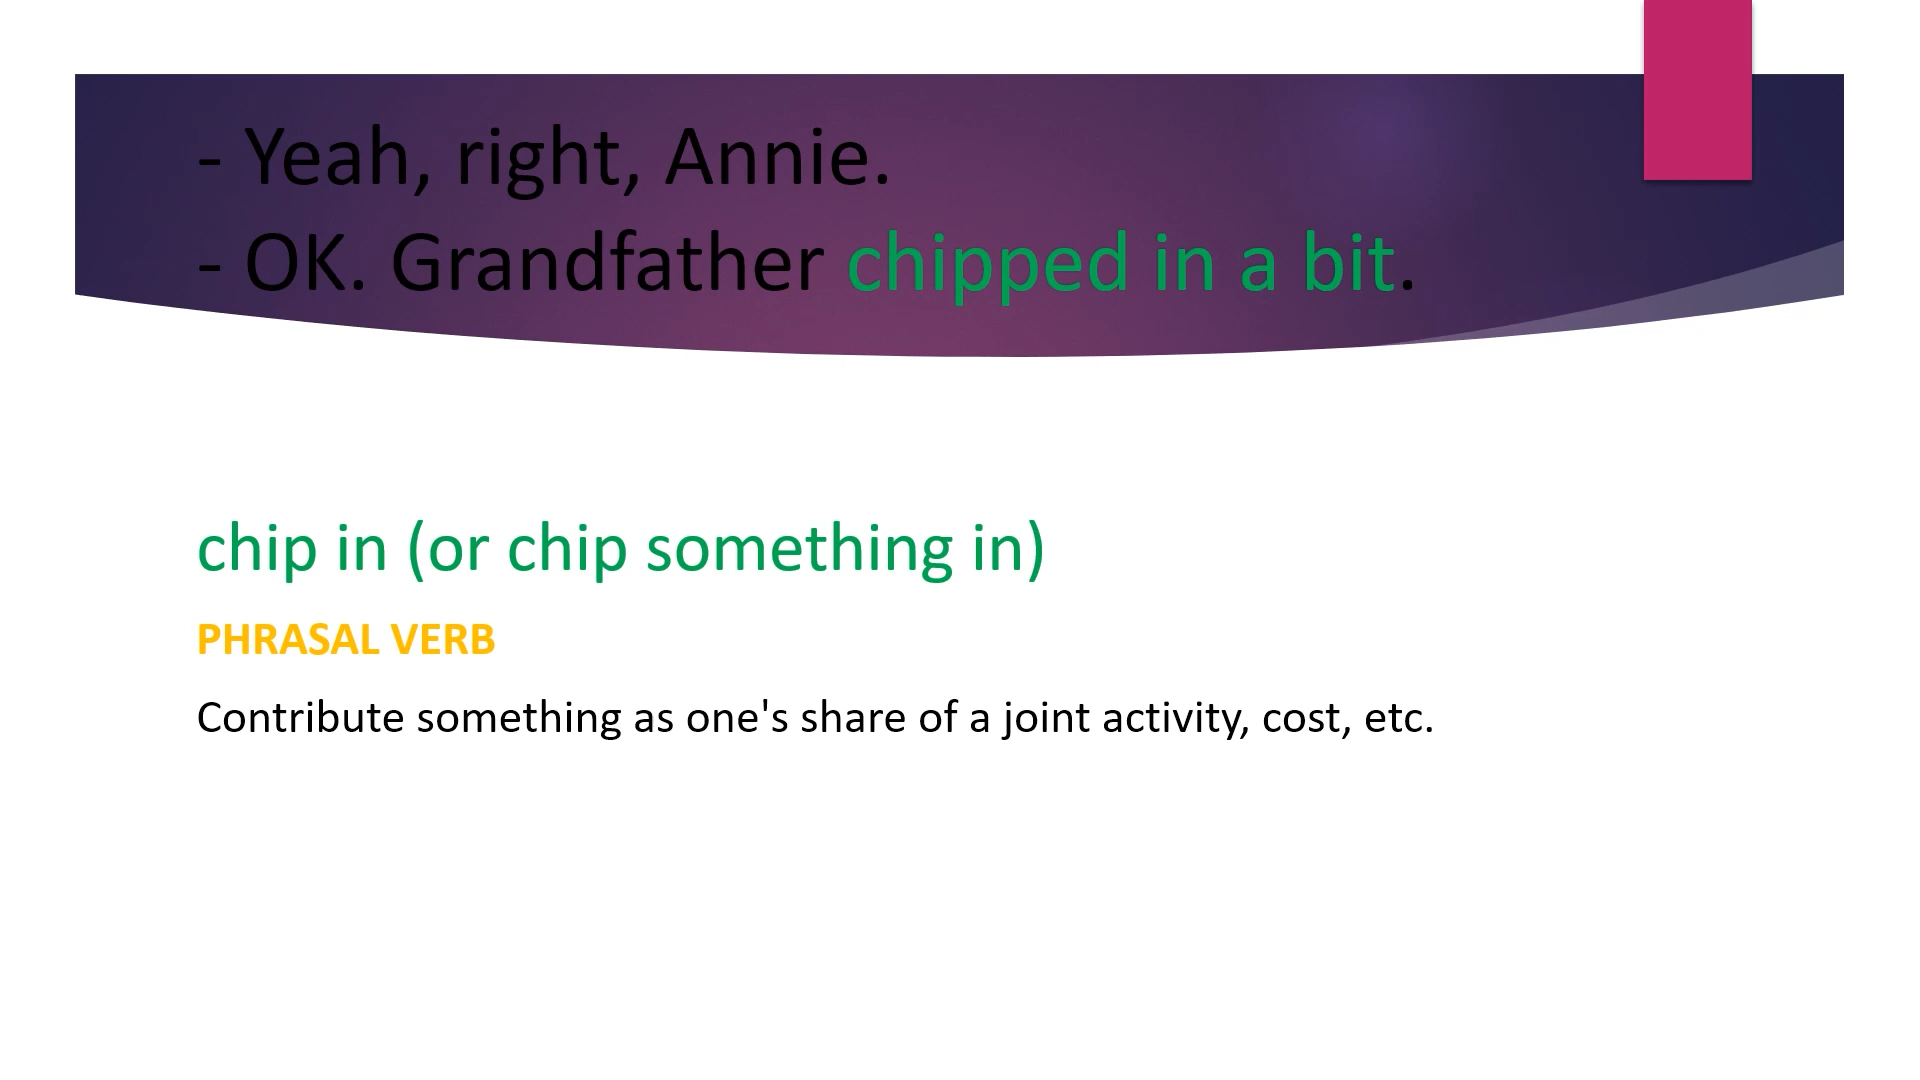 - Yeah, right, Annie.
- OK. Grandfather chipped in a bit.
chip in (or chip something in)
PHRASAL VERB
Contribute something as one's share of a joint activity, cost, etc.